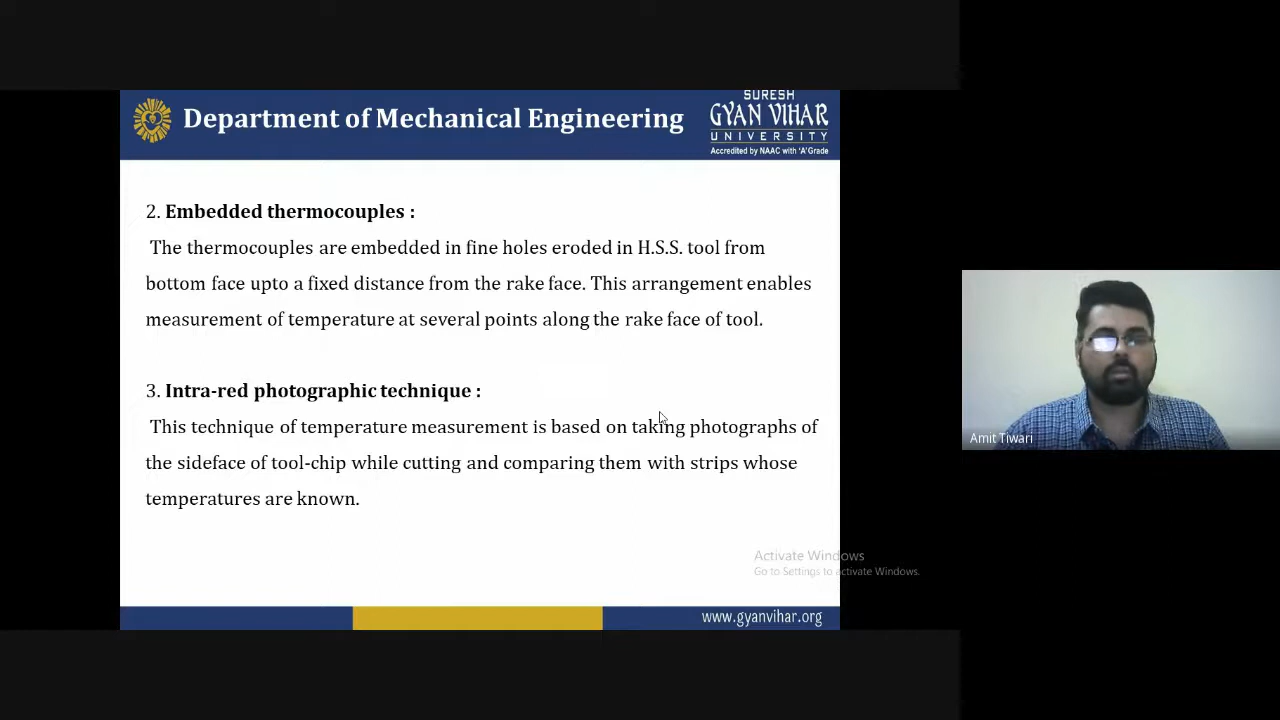 Department of Mechanical Engineering
SURESH
GYAN VIHAR
UNIVERSITY
Accredited by NAAC with 'A' Grade
2. Embedded thermocouples :
The thermocouples are embedded in fine holes eroded in H.S.S. tool from
bottom face upto a fixed distance from the rake face. This arrangement enables
measurement of temperature at several points along the rake face of tool.
3. Intra-red photographic technique :
This technique of temperature measurement is based on taking photographs of
the sideface of tool-chip while cutting and comparing them with strips whose
temperatures are known.
Amit Tiwari
Activate Windows
Go to Settings to activate Windows.
www.gyanvihar.org